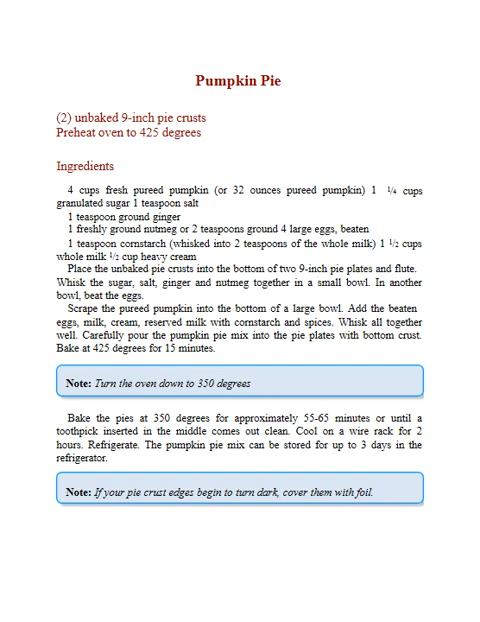 Pumpkin Pie
(2) unbaked 9-inch pie crusts
Preheat oven to 425 degrees
Ingredients
4 cups fresh pureed pumpkin (or 32 ounces pureed pumpkin) 1 1/4 cups
granulated sugar 1 teaspoon salt
1 teaspoon ground ginger
1 freshly ground nutmeg or 2 teaspoons ground 4 large eggs, beaten
1 teaspoon cornstarch (whisked into 2 teaspoons of the whole milk) 1 1/2 cups
whole milk 1/2 cup heavy cream
Place the unbaked pie crusts into the bottom of two 9-inch pie plates and flute.
Whisk the sugar, salt, ginger and nutmeg together in a small bowl. In another
bowl, beat the eggs.
Scrape the pureed pumpkin into the bottom of a large bowl. Add the beaten
eggs, milk, cream, reserved milk with cornstarch and spices. Whisk all together
well. Carefully pour the pumpkin pie mix into the pie plates with bottom crust.
Bake at 425 degrees for 15 minutes.
Note: Turn the oven down to 350 degrees
Bake the pies at 350 degrees for approximately 55-65 minutes or until a
toothpick inserted in the middle comes out clean. Cool on a wire rack for 2
hours. Refrigerate. The pumpkin pie mix can be stored for up to 3 days in the
refrigerator.
Note: If your pie crust edges begin to turn dark, cover them with foil.